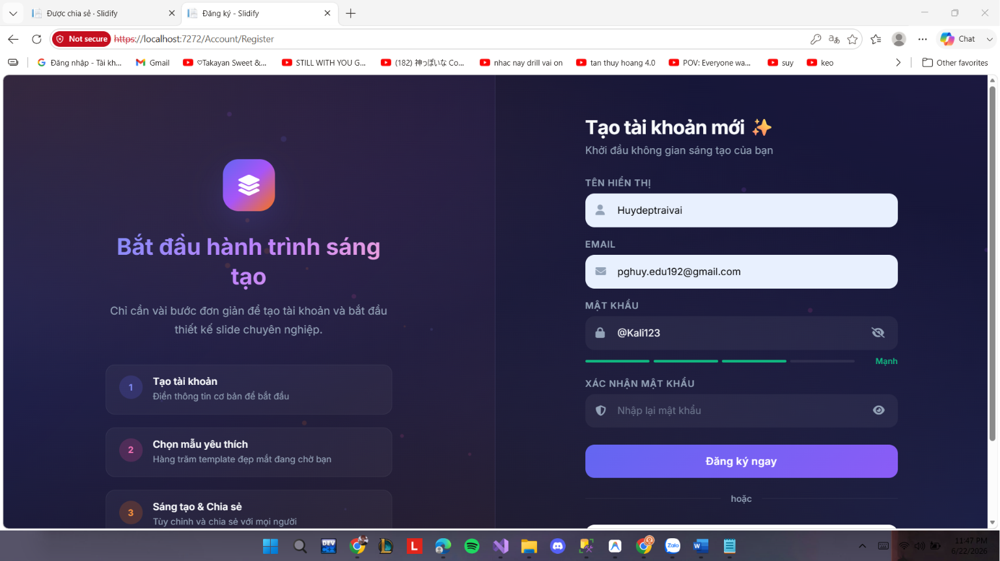 Được chia sẻ · Slidify
Đăng ký - Slidify
Not secure
https://localhost:7272/Account/Register
Chat
Đăng nhập - Tài kh...
Gmail
♡Takayan Sweet &...
STILL WITH YOU G...
(182) 神っぽいな Co...
nhac nay drill vai on
tan thuy hoang 4.0
POV: Everyone wa...
suy
keo
Other favorites
Bắt đầu hành trình sáng
tạo
Chỉ cần vài bước đơn giản để tạo tài khoản và bắt đầu
thiết kế slide chuyên nghiệp.
1
Tạo tài khoản
Điền thông tin cơ bản để bắt đầu
2
Chọn mẫu yêu thích
Hàng trăm template đẹp mắt đang chờ bạn
3
Sáng tạo & Chia sẻ
Tùy chỉnh và chia sẻ với mọi người
Tạo tài khoản mới ✨
Khởi đầu không gian sáng tạo của bạn
TÊN HIỂN THỊ
Huydeptraivai
EMAIL
pghuy.edu192@gmail.com
MẬT KHẨU
@Kali123
Mạnh
XÁC NHẬN MẬT KHẨU
Nhập lại mật khẩu
Đăng ký ngay
hoặc
DEV
L
Zalo
W
11:47 PM
6/22/2026